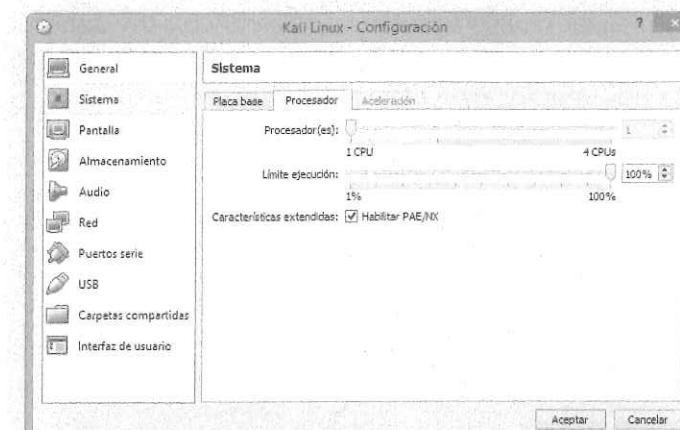 Kali Linux - Configuración
?
General
Sistema
Pantalla
Almacenamiento
Audio
Red
Puertos serie
USB
Carpetas compartidas
Interfaz de usuario
Sistema
Placa base Procesador Aceleración
Procesador(es): 1
1 CPU 4 CPUs
Límite ejecución: 100%
1% 100%
Características extendidas: Habilitar PAE/NX
Aceptar Cancelar